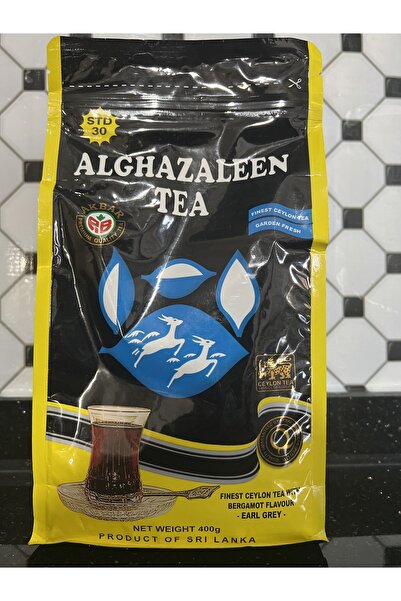 STD
30
ALGHAZALEEN
TEA
AKBAR
FINEST CEYLON TEA
GARDEN FRESH
CEYLON TEA
FINEST CEYLON TEA WITH
BERGAMOT FLAVOUR
- EARL GREY -
NET WEIGHT 400g
PRODUCT OF SRI LANKA